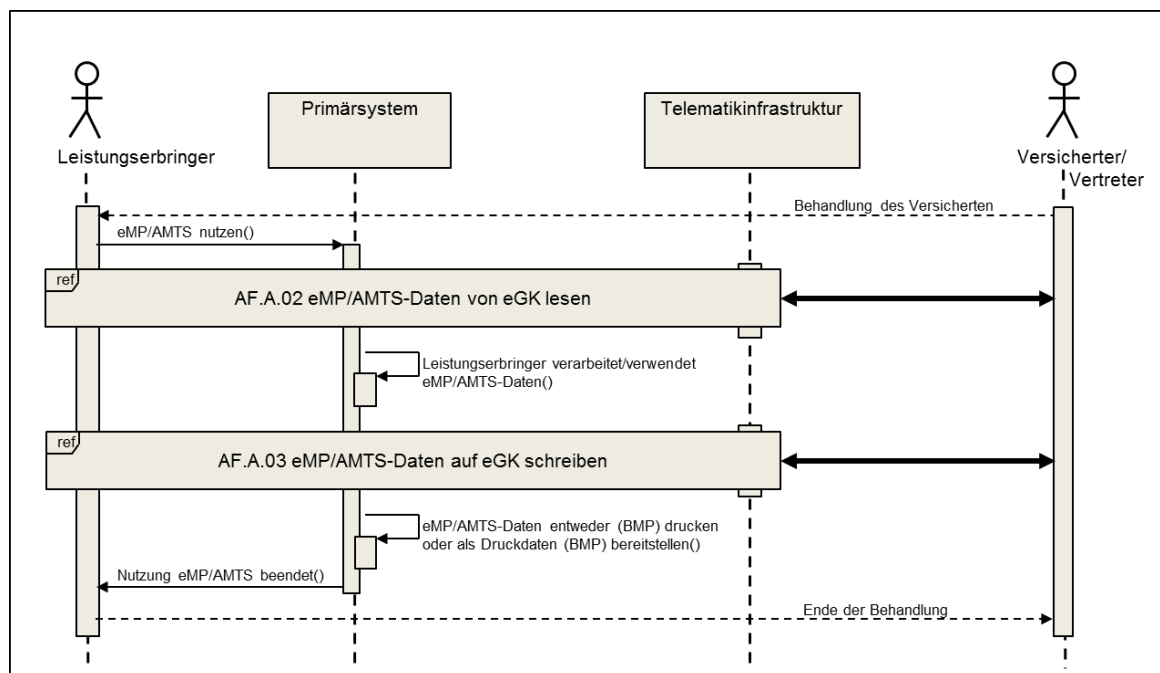 Leistungserbringer
Primärsystem
Telematikinfrastruktur
Versicherter/
Vertreter
Behandlung des Versicherten
eMP/AMTS nutzen()
ref
AF.A.02 eMP/AMTS-Daten von eGK lesen
Leistungserbringer verarbeitet/verwendet
eMP/AMTS-Daten()
ref
AF.A.03 eMP/AMTS-Daten auf eGK schreiben
eMP/AMTS-Daten entweder (BMP) drucken
oder als Druckdaten (BMP) bereitstellen()
Nutzung eMP/AMTS beendet()
Ende der Behandlung